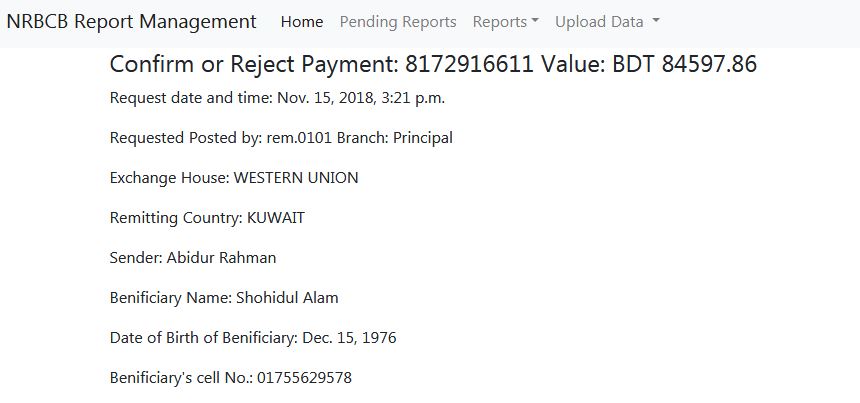 NRBCB Report Management Home Pending Reports Reports Upload Data
Confirm or Reject Payment: 8172916611 Value: BDT 84597.86
Request date and time: Nov. 15, 2018, 3:21 p.m.
Requested Posted by: rem.0101 Branch: Principal
Exchange House: WESTERN UNION
Remitting Country: KUWAIT
Sender: Abidur Rahman
Benificiary Name: Shohidul Alam
Date of Birth of Benificiary: Dec. 15, 1976
Benificiary's cell No.: 01755629578